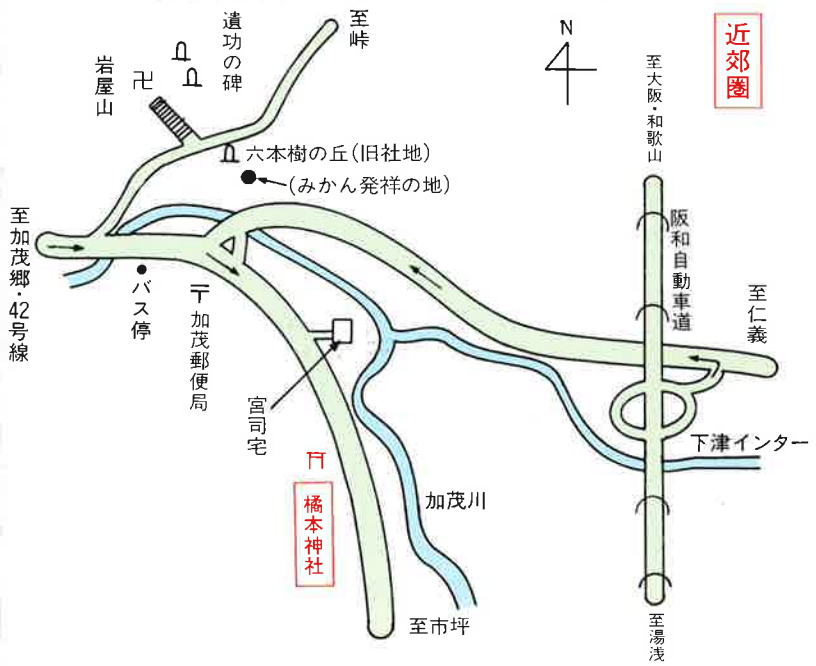 近郊圏
N
至大阪・和歌山
阪和自動車道
至仁義
下津インター
至湯浅
至峠
遺功の碑
卍
岩屋山
六本樹の丘(旧社地)
(みかん発祥の地)
至加茂郷・42号線
バス停
〒加茂郵便局
宮司宅
橘本神社
加茂川
至市坪